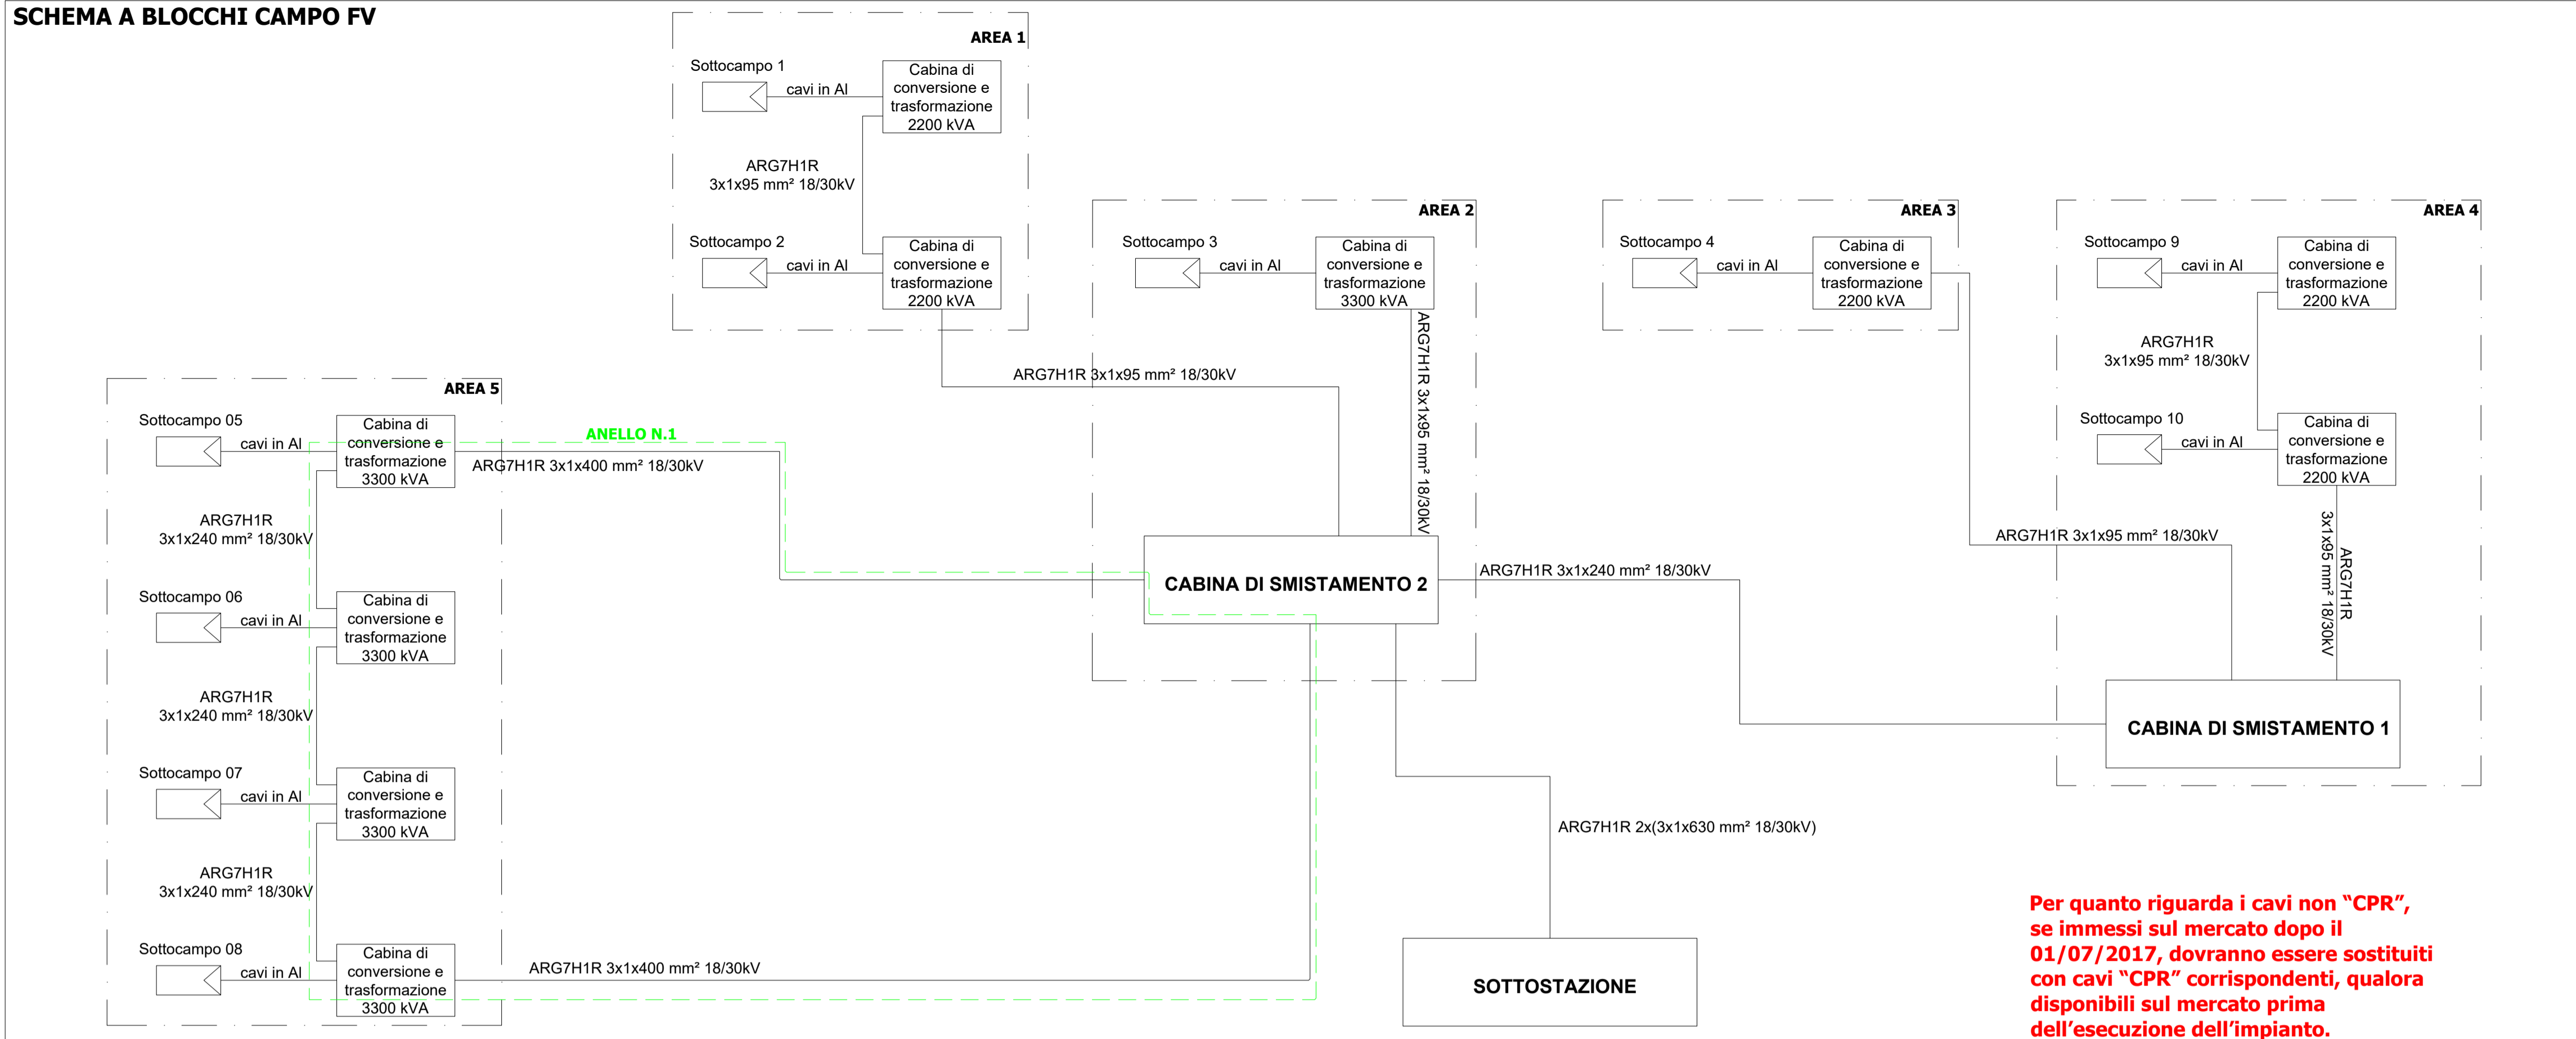 SCHEMA A BLOCCHI CAMPO FV
AREA 1
Sottocampo 1
cavi in Al
Cabina di
conversione e
trasformazione
2200 kVA
ARG7H1R
3x1x95 mm² 18/30kV
Sottocampo 2
cavi in Al
Cabina di
conversione e
trasformazione
2200 kVA
AREA 2
Sottocampo 3
cavi in Al
Cabina di
conversione e
trasformazione
3300 kVA
ARG7H1R 3x1x95 mm² 18/30kV
ARG7H1R 3x1x95 mm² 18/30kV
AREA 3
Sottocampo 4
cavi in Al
Cabina di
conversione e
trasformazione
2200 kVA
AREA 4
Sottocampo 9
cavi in Al
Cabina di
conversione e
trasformazione
2200 kVA
ARG7H1R
3x1x95 mm² 18/30kV
Sottocampo 10
cavi in Al
Cabina di
conversione e
trasformazione
2200 kVA
ARG7H1R
3x1x95 mm² 18/30kV
ARG7H1R 3x1x95 mm² 18/30kV
CABINA DI SMISTAMENTO 1
AREA 5
Sottocampo 05
cavi in Al
Cabina di
conversione e
trasformazione
3300 kVA
ANELLO N.1
ARG7H1R 3x1x400 mm² 18/30kV
ARG7H1R
3x1x240 mm² 18/30kV
Sottocampo 06
cavi in Al
Cabina di
conversione e
trasformazione
3300 kVA
ARG7H1R
3x1x240 mm² 18/30kV
Sottocampo 07
cavi in Al
Cabina di
conversione e
trasformazione
3300 kVA
ARG7H1R
3x1x240 mm² 18/30kV
Sottocampo 08
cavi in Al
Cabina di
conversione e
trasformazione
3300 kVA
ARG7H1R 3x1x400 mm² 18/30kV
CABINA DI SMISTAMENTO 2
ARG7H1R 3x1x240 mm² 18/30kV
ARG7H1R 2x(3x1x630 mm² 18/30kV)
SOTTOSTAZIONE
Per quanto riguarda i cavi non “CPR”,
se immessi sul mercato dopo il
01/07/2017, dovranno essere sostituiti
con cavi “CPR” corrispondenti, qualora
disponibili sul mercato prima
dell’esecuzione dell’impianto.